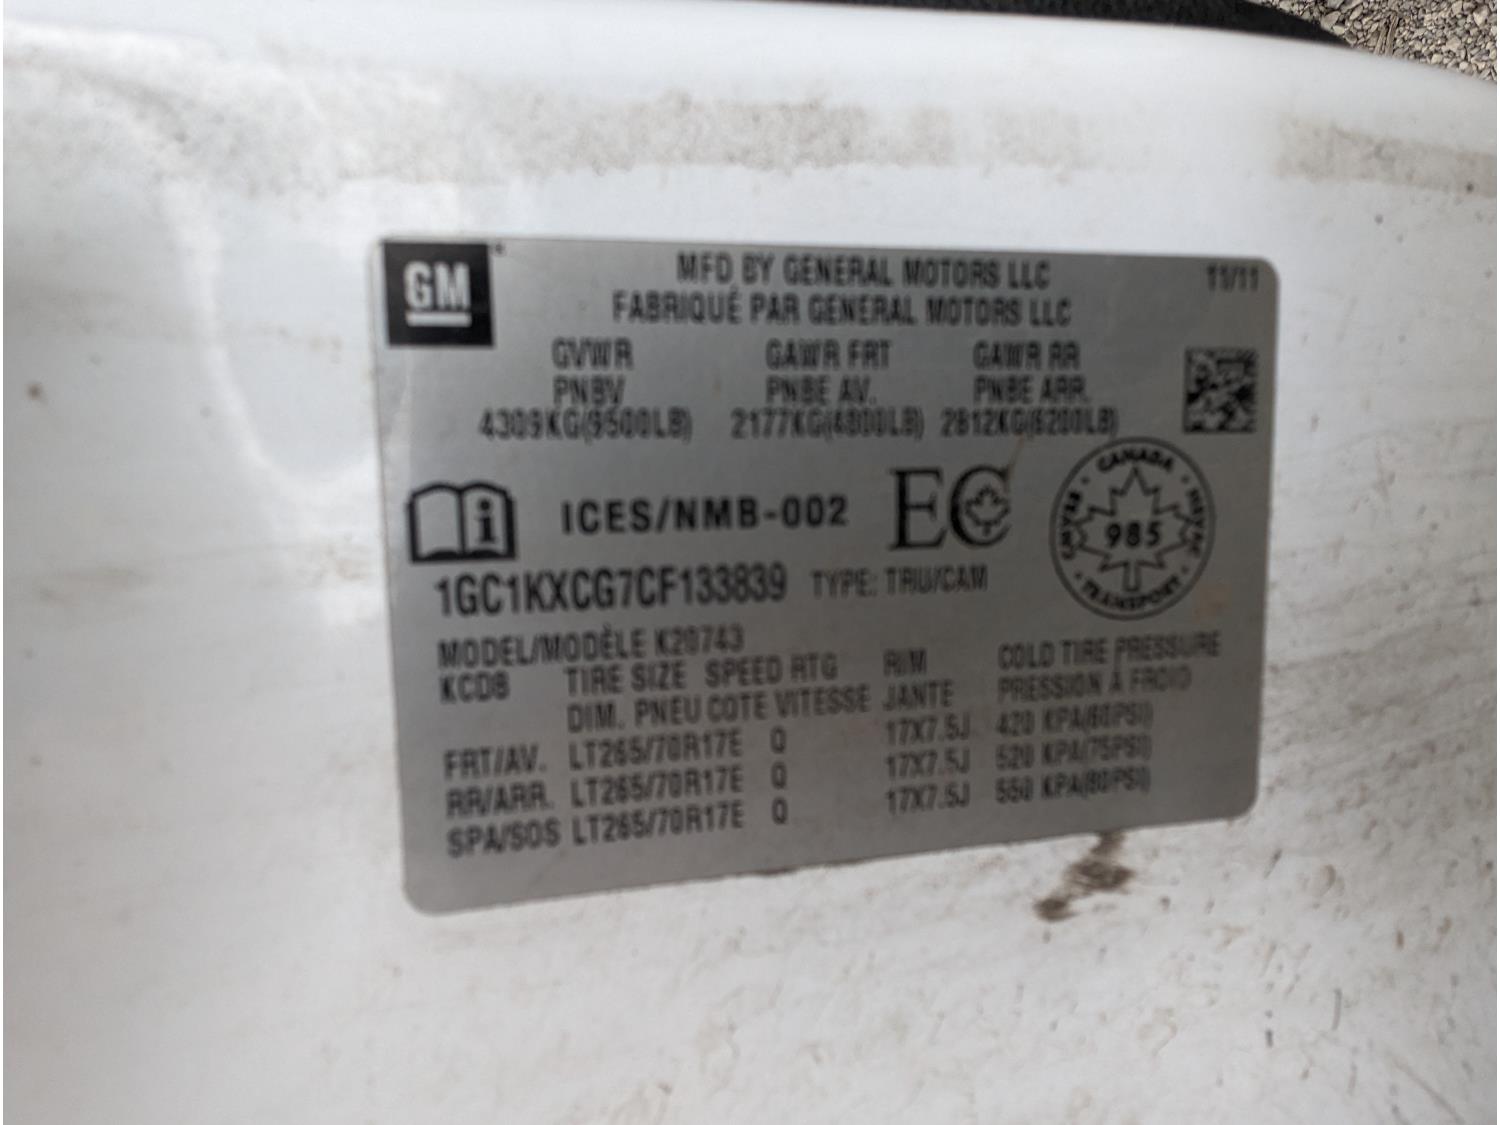 GM
MFD BY GENERAL MOTORS LLC
11/11
FABRIQUÉ PAR GENERAL MOTORS LLC
GVWR GAWR FRT GAWR RR
PNBV PNBE AV. PNBE ARR.
4309KG(9500LB) 2177KG(4800LB) 2812KG(6200LB)
ICES/NMB-002 EC
CANADA
985
TRANSPORT
1GC1KXCG7CF133839 TYPE: TRU/CAM
MODEL/MODÈLE K20743
KCD8 TIRE SIZE SPEED RTG RIM COLD TIRE PRESSURE
DIM. PNEU COTE VITESSE JANTE PRESSION À FROID
FRT/AV. LT265/70R17E Q 17X7.5J 420 KPA(60PSI)
RR/ARR. LT265/70R17E Q 17X7.5J 520 KPA(75PSI)
SPA/SOS LT265/70R17E Q 17X7.5J 550 KPA(80PSI)